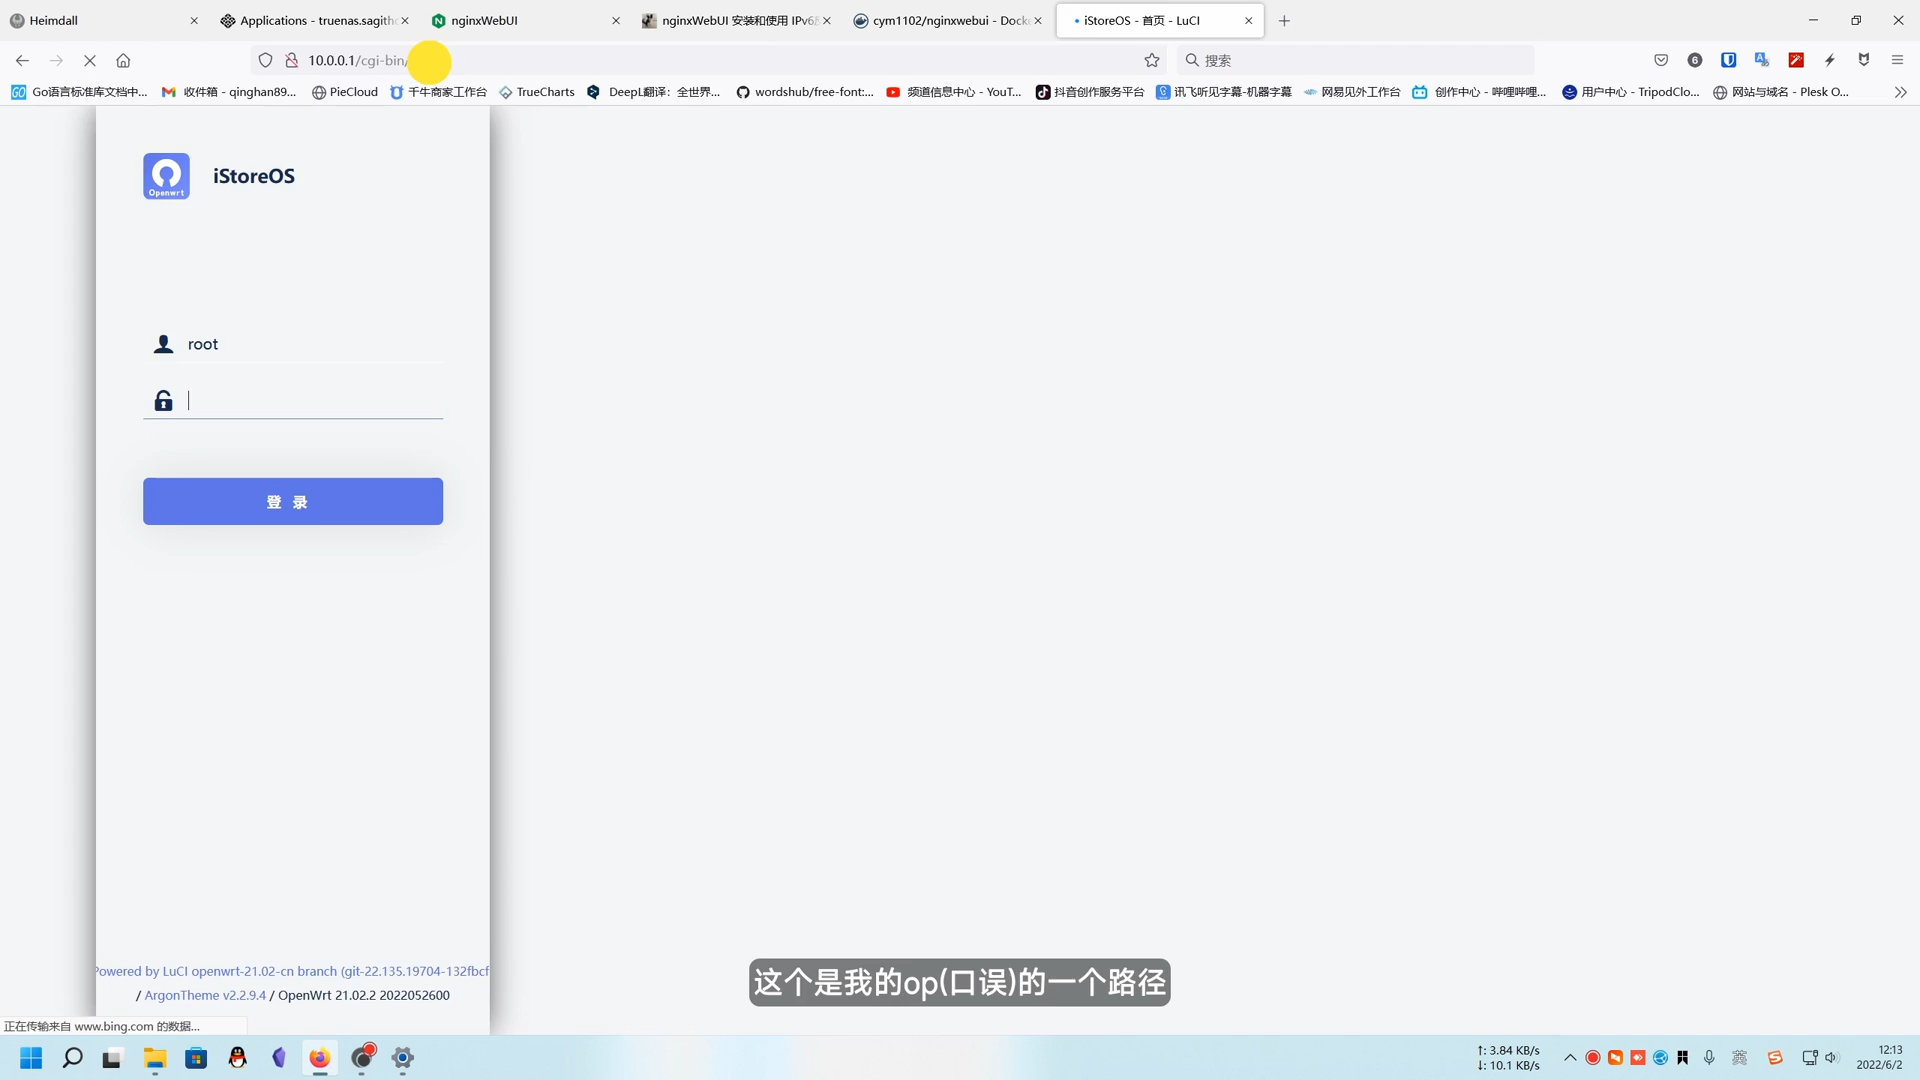 Heimdall
Applications - truenas.sagith
nginxWebUI
nginxWebUI 安装和使用 IPv6
cym1102/nginxwebui - Dock
iStoreOS - 首页 - LuCI
10.0.0.1/cgi-bin/
搜索
Go语言标准库文档中...
收件箱 - qinghan89...
PieCloud
千牛商家工作台
TrueCharts
DeepL翻译：全世界...
wordshub/free-font:...
频道信息中心 - YouT...
抖音创作服务平台
讯飞听见字幕-机器字幕
网易见外工作台
创作中心 - 哔哩哔哩...
用户中心 - TripodClo...
网站与域名 - Plesk O...
Openwrt
iStoreOS
root
登 录
Powered by LuCI openwrt-21.02-cn branch (git-22.135.19704-132fbcf
/ ArgonTheme v2.2.9.4 / OpenWrt 21.02.2 2022052600
这个是我的op(口误)的一个路径
正在传输来自 www.bing.com 的数据...
↑: 3.84 KB/s
↓: 10.1 KB/s
英
12:13
2022/6/2